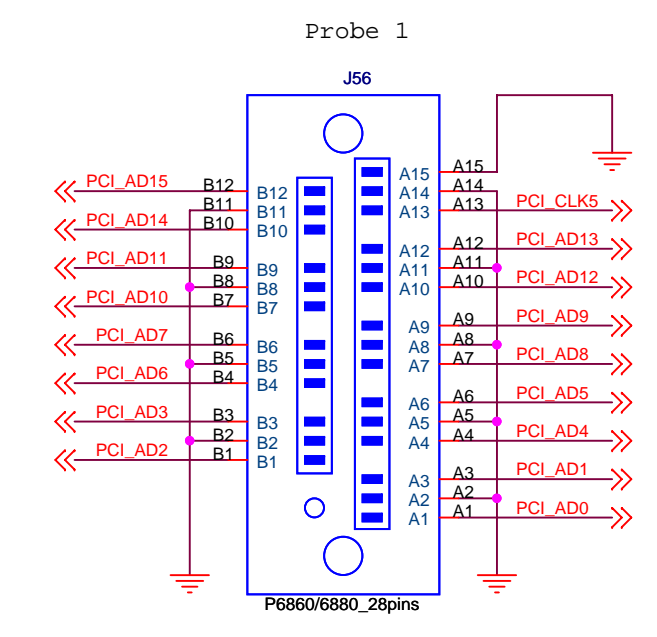 Probe 1
J56
A15 A15
PCI_AD15 B12 B12 A14 A14
B11 B11 A13 A13 PCI_CLK5
PCI_AD14 B10 B10
A12 A12 PCI_AD13
PCI_AD11 B9 B9 A11 A11
B8 B8 A10 A10 PCI_AD12
PCI_AD10 B7 B7
A9 A9 PCI_AD9
PCI_AD7 B6 B6 A8 A8
B5 B5 A7 A7 PCI_AD8
PCI_AD6 B4 B4
A6 A6 PCI_AD5
PCI_AD3 B3 B3 A5 A5
B2 B2 A4 A4 PCI_AD4
PCI_AD2 B1 B1
A3 A3 PCI_AD1
A2 A2
A1 A1 PCI_AD0
P6860/6880_28pins